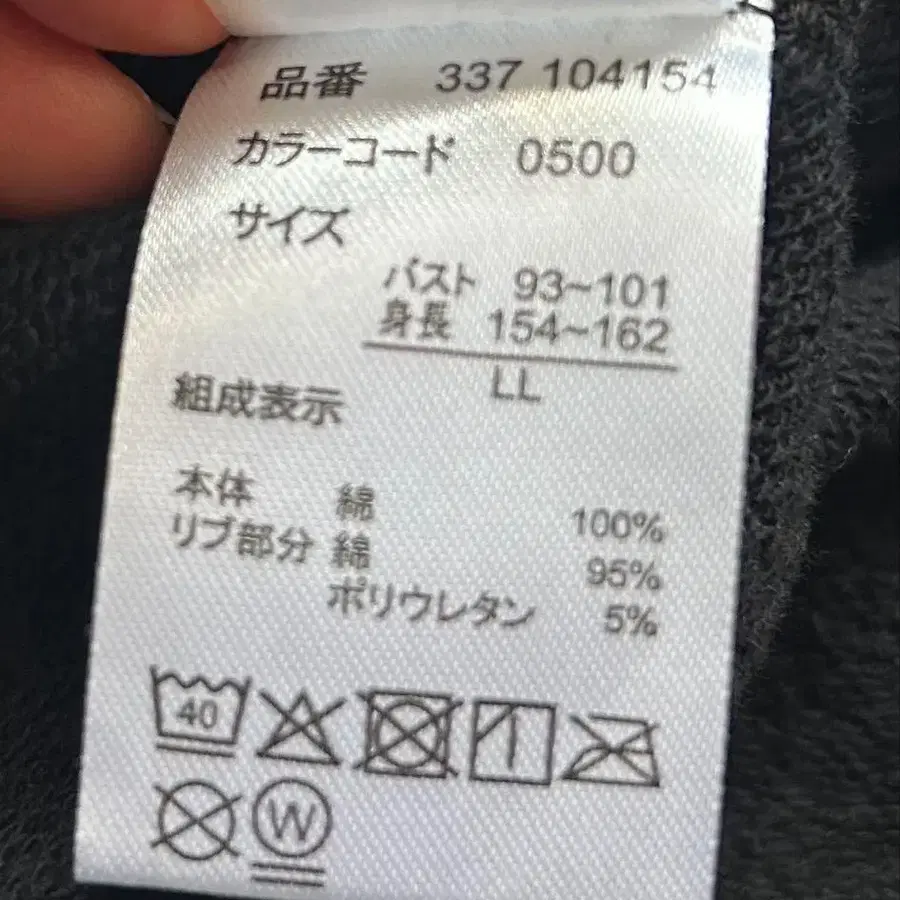 品番 337 104154
カラーコード 0500
サイズ
バスト 93~101
身長 154~162
LL
組成表示
本体 綿 100%
リブ部分 綿 95%
ポリウレタン 5%
40
W